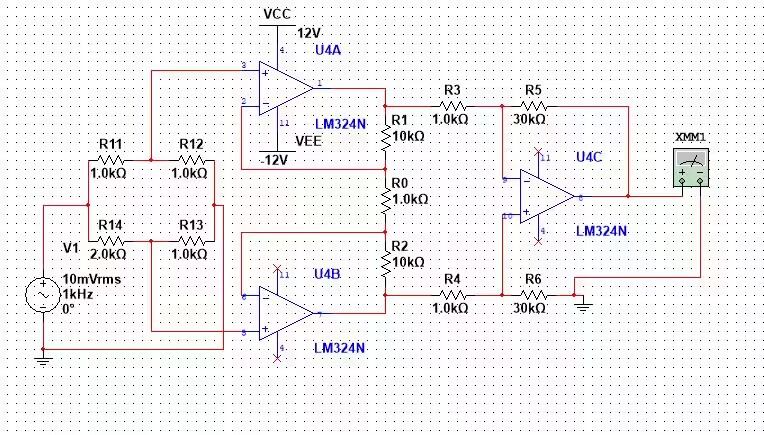 VCC
12V
U4A
4
3
1
2
11
LM324N
VEE
-12V
R3
1.0kΩ
R5
30kΩ
R1
10kΩ
XMM1
R11
1.0kΩ
R12
1.0kΩ
11
U4C
9
8
10
4
LM324N
R0
1.0kΩ
R14
2.0kΩ
R13
1.0kΩ
V1
10mVrms
1kHz
0°
R2
10kΩ
11
U4B
6
7
5
4
LM324N
R4
1.0kΩ
R6
30kΩ